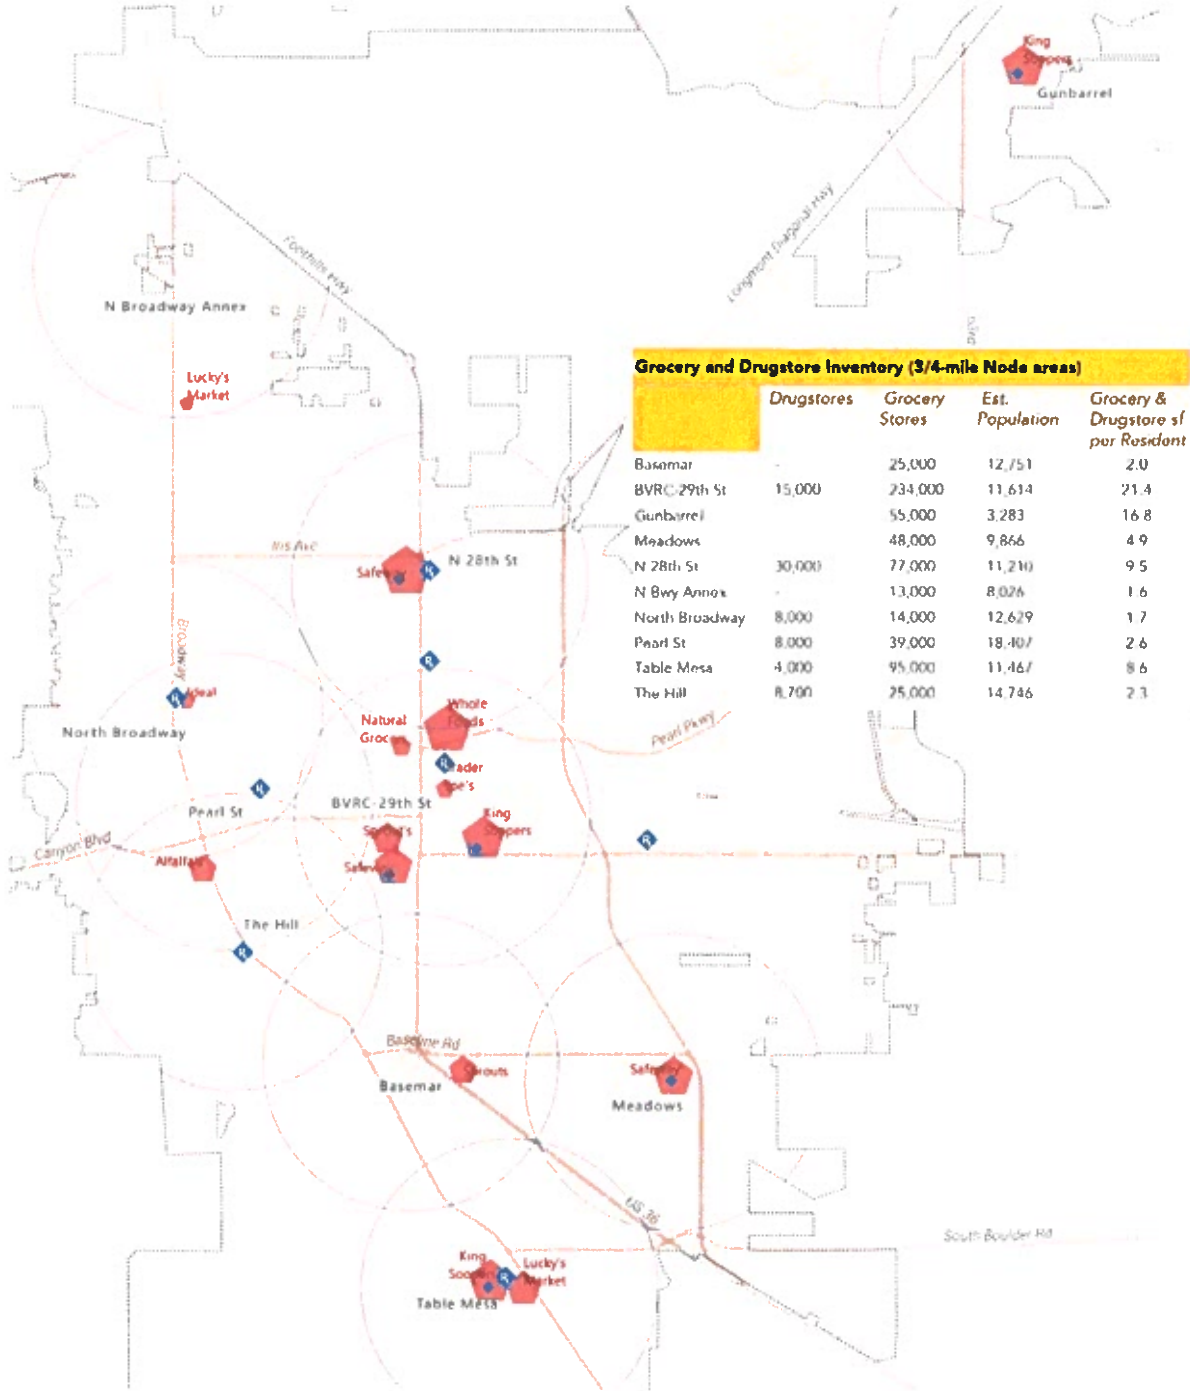 King
Soopers
Gunbarrel
Foothills Hwy
Longmont Diagonal Hwy
N Broadway Annex
63rd
Lucky's
Market
Grocery and Drugstore Inventory (3/4-mile Node areas)
Drugstores Grocery Stores Est. Population Grocery & Drugstore sf per Resident
Basemar - 25,000 12,751 2.0
BVRC-29th St 15,000 234,000 11,614 21.4
Gunbarrel 55,000 3,283 16.8
Meadows 48,000 9,866 4.9
N 28th St 30,000 77,000 11,210 9.5
N Bwy Annex - 13,000 8,026 1.6
North Broadway 8,000 14,000 12,629 1.7
Pearl St 8,000 39,000 18,407 2.6
Table Mesa 4,000 95,000 11,467 8.6
The Hill 8,700 25,000 14,746 2.3
Iris Ave
N 28th St
Safeway
Broadway
Ideal
North Broadway
Whole
Foods
Natural
Grocers
Pearl Pkwy
Trader
Joe's
BVRC-29th St
Pearl St
King
Soopers
Sprout's
Canyon Blvd
Alfalfa's
Safeway
The Hill
Baseline Rd
Sprouts
Safeway
Basemar
Meadows
US 36
South Boulder Rd
King
Soopers
Lucky's
Market
Table Mesa